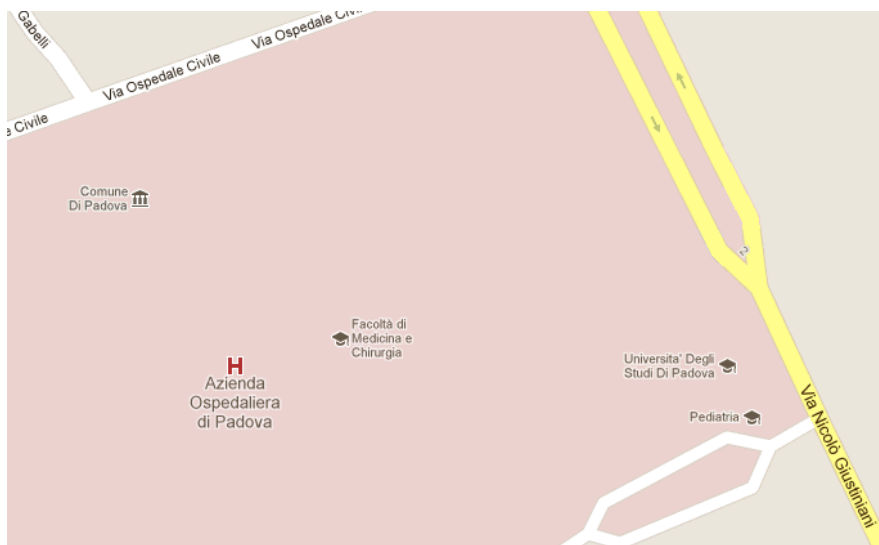 Gabelli
Via Ospedale Civile
Via Ospedale Civile
e Civile
Comune
Di Padova
Facoltà di
Medicina e
Chirurgia
H
Azienda
Ospedaliera
di Padova
2
Universita' Degli
Studi Di Padova
Pediatria
Via Nicolò Giustiniani